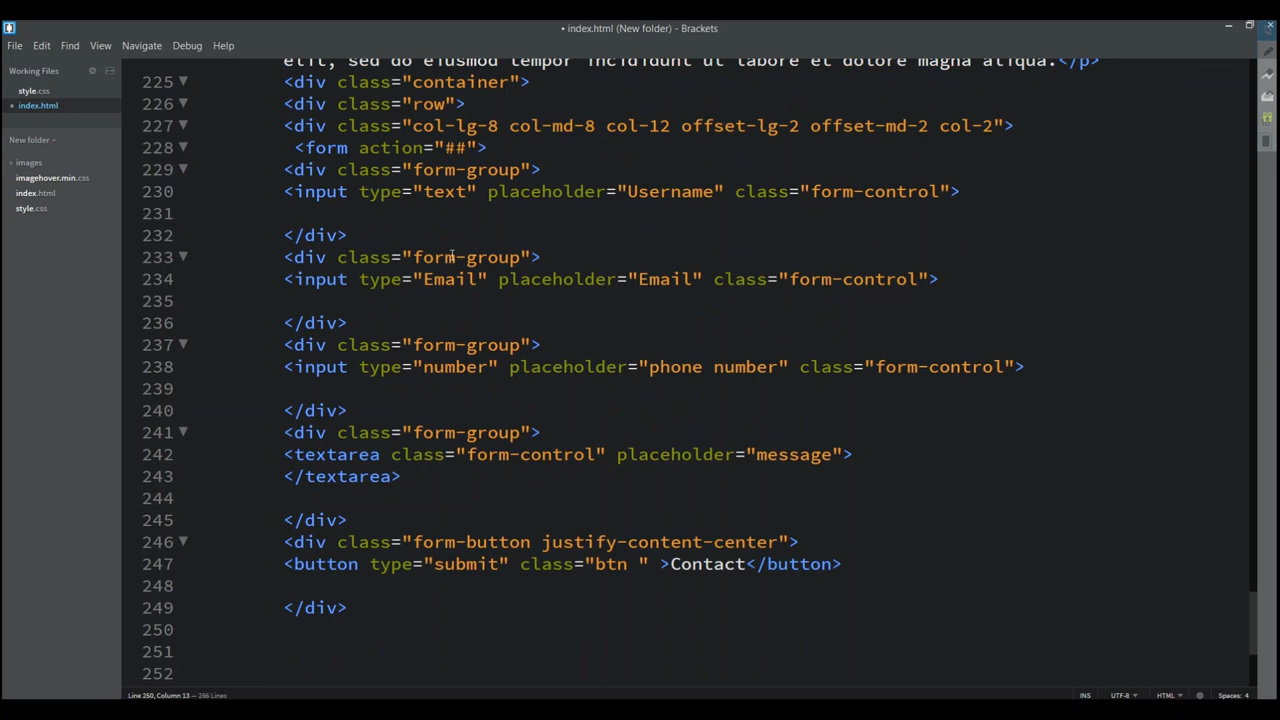 • index.html (New folder) - Brackets
File Edit Find View Navigate Debug Help
Working Files
style.css
• index.html
New folder
images
imagehover.min.css
index.html
style.css
elit, sed do eiusmod tempor incididunt ut labore et dolore magna aliqua.</p>
225 <div class="container">
226 <div class="row">
227 <div class="col-lg-8 col-md-8 col-12 offset-lg-2 offset-md-2 col-2">
228 <form action="##">
229 <div class="form-group">
230 <input type="text" placeholder="Username" class="form-control">
231
232 </div>
233 <div class="form-group">
234 <input type="Email" placeholder="Email" class="form-control">
235
236 </div>
237 <div class="form-group">
238 <input type="number" placeholder="phone number" class="form-control">
239
240 </div>
241 <div class="form-group">
242 <textarea class="form-control" placeholder="message">
243 </textarea>
244
245 </div>
246 <div class="form-button justify-content-center">
247 <button type="submit" class="btn " >Contact</button>
248
249 </div>
250
251
252
Line 250, Column 13 — 266 Lines
INS UTF-8 HTML Spaces: 4